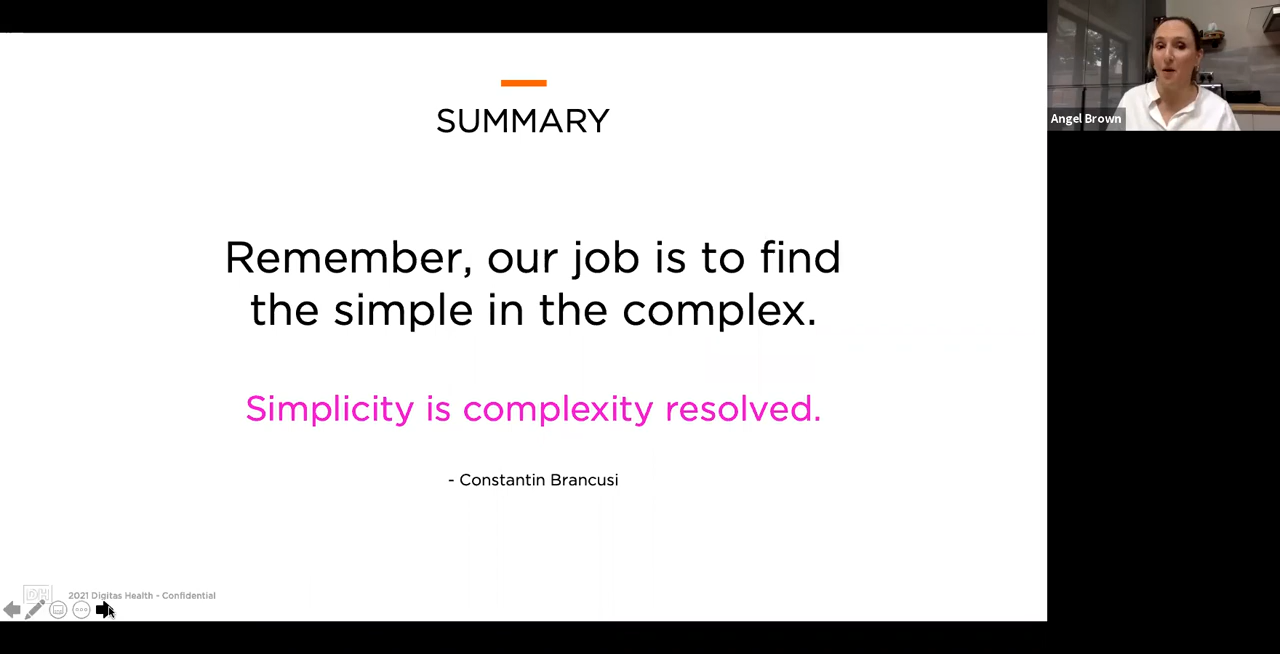 SUMMARY
Remember, our job is to find
the simple in the complex.
Simplicity is complexity resolved.
- Constantin Brancusi
DH
2021 Digitas Health - Confidential
Angel Brown